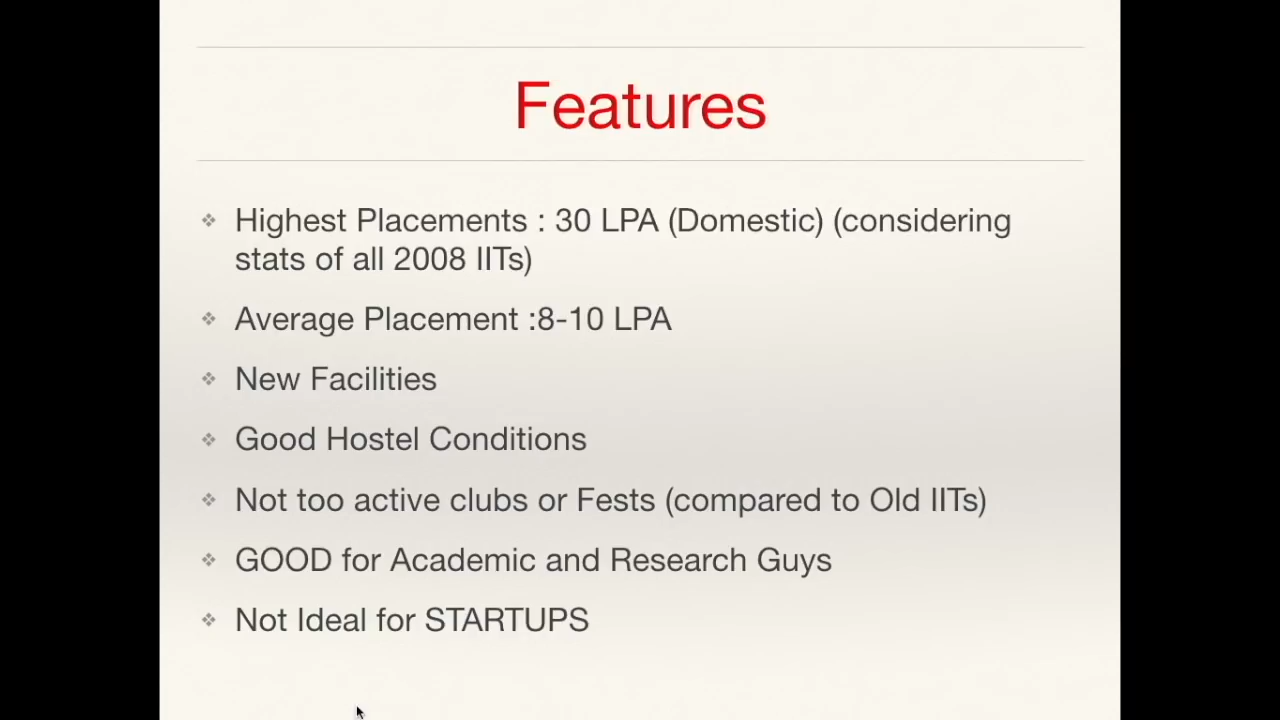 Features
Highest Placements : 30 LPA (Domestic) (considering
stats of all 2008 IITs)
Average Placement :8-10 LPA
New Facilities
Good Hostel Conditions
Not too active clubs or Fests (compared to Old IITs)
GOOD for Academic and Research Guys
Not Ideal for STARTUPS